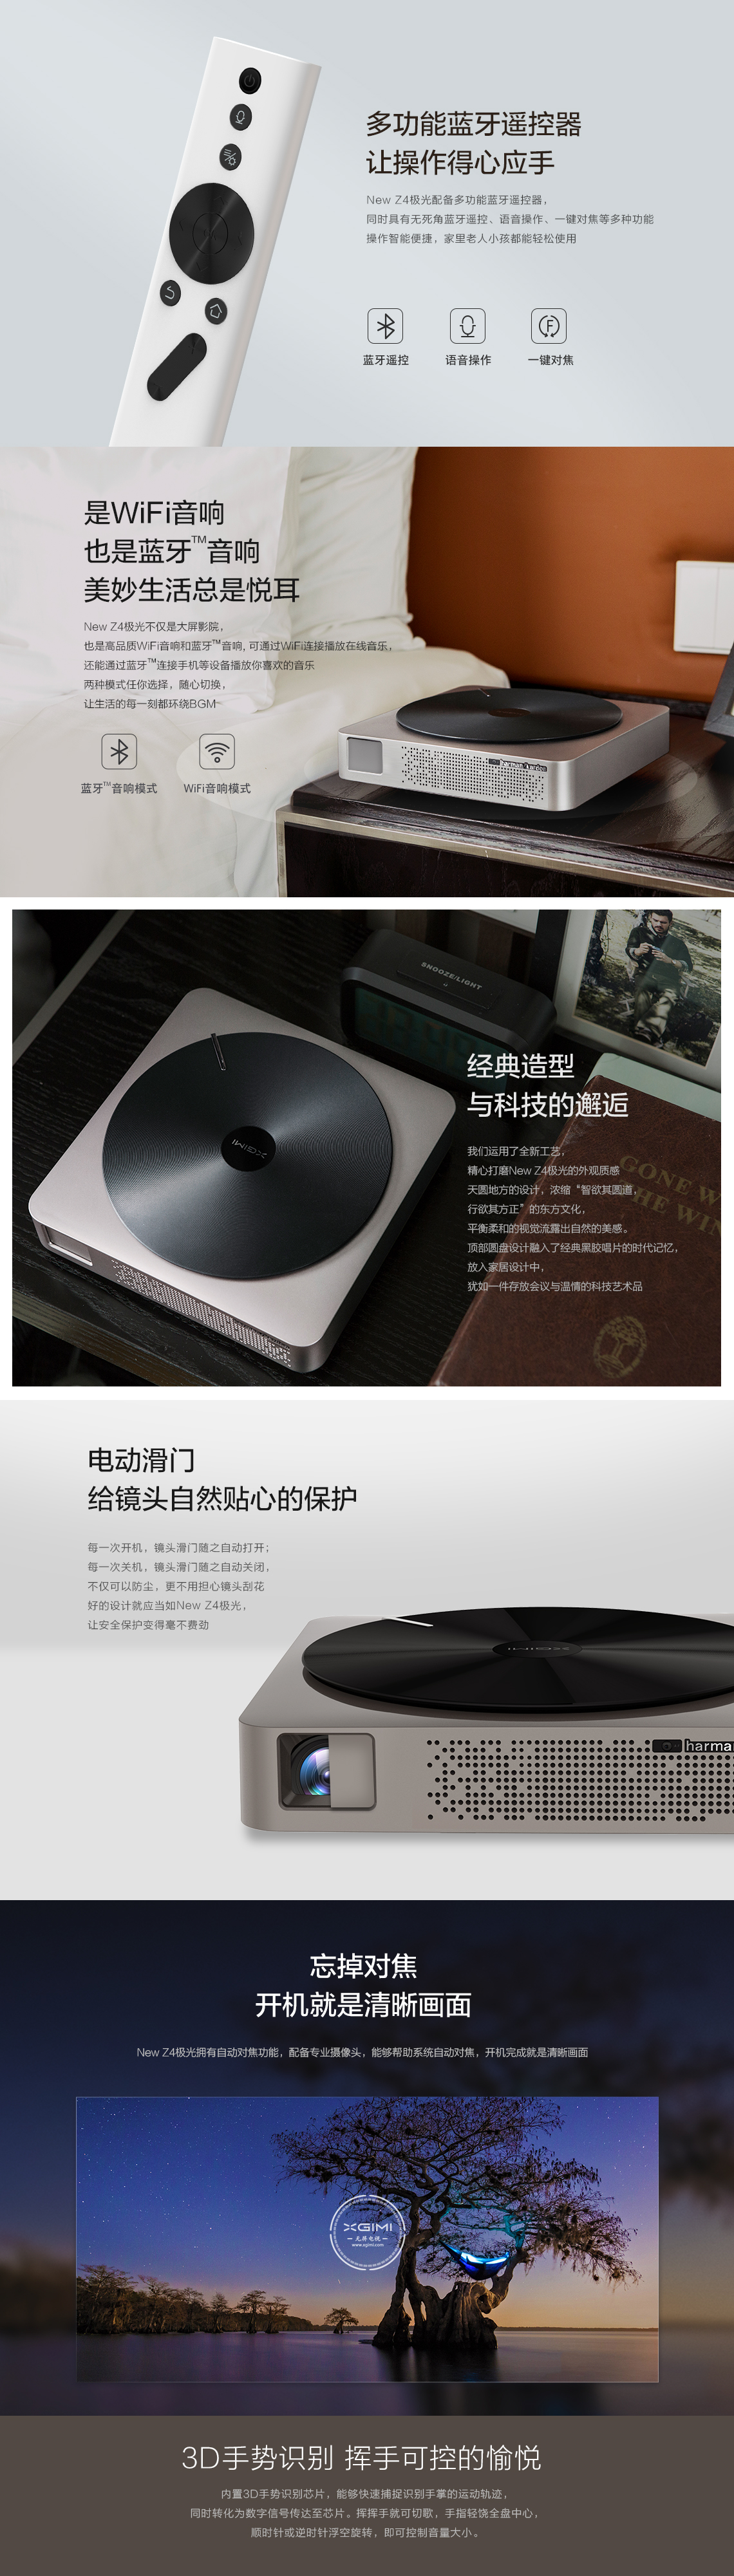 多功能蓝牙遥控器
让操作得心应手
New Z4极光配备多功能蓝牙遥控器，
同时具有无死角蓝牙遥控、语音操作、一键对焦等多种功能
操作智能便捷，家里老人小孩都能轻松使用
F
蓝牙遥控 语音操作 一键对焦
是WiFi音响
也是蓝牙™音响
美妙生活总是悦耳
New Z4极光不仅是大屏影院，
也是高品质WiFi音响和蓝牙™音响, 可通过WiFi连接播放在线音乐，
还能通过蓝牙™连接手机等设备播放你喜欢的音乐
两种模式任你选择，随心切换，
让生活的每一刻都环绕BGM
蓝牙™音响模式 WiFi音响模式
harman kardon
SNOOZE/LIGHT
XGIMI
经典造型
与科技的邂逅
我们运用了全新工艺，
精心打磨New Z4极光的外观质感
天圆地方的设计，浓缩“智欲其圆道，
行欲其方正”的东方文化，
平衡柔和的视觉流露出自然的美感。
顶部圆盘设计融入了经典黑胶唱片的时代记忆，
放入家居设计中，
犹如一件存放会议与温情的科技艺术品
GONE W
THE WIN
电动滑门
给镜头自然贴心的保护
每一次开机，镜头滑门随之自动打开；
每一次关机，镜头滑门随之自动关闭，
不仅可以防尘，更不用担心镜头刮花
好的设计就应当如New Z4极光，
让安全保护变得毫不费劲
XGIMI
harman
忘掉对焦
开机就是清晰画面
New Z4极光拥有自动对焦功能，配备专业摄像头，能够帮助系统自动对焦，开机完成就是清晰画面
XGIMI
无屏电视
www.xgimi.com
3D手势识别 挥手可控的愉悦
内置3D手势识别芯片，能够快速捕捉识别手掌的运动轨迹，
同时转化为数字信号传达至芯片。挥挥手就可切歌，手指轻饶全盘中心，
顺时针或逆时针浮空旋转，即可控制音量大小。